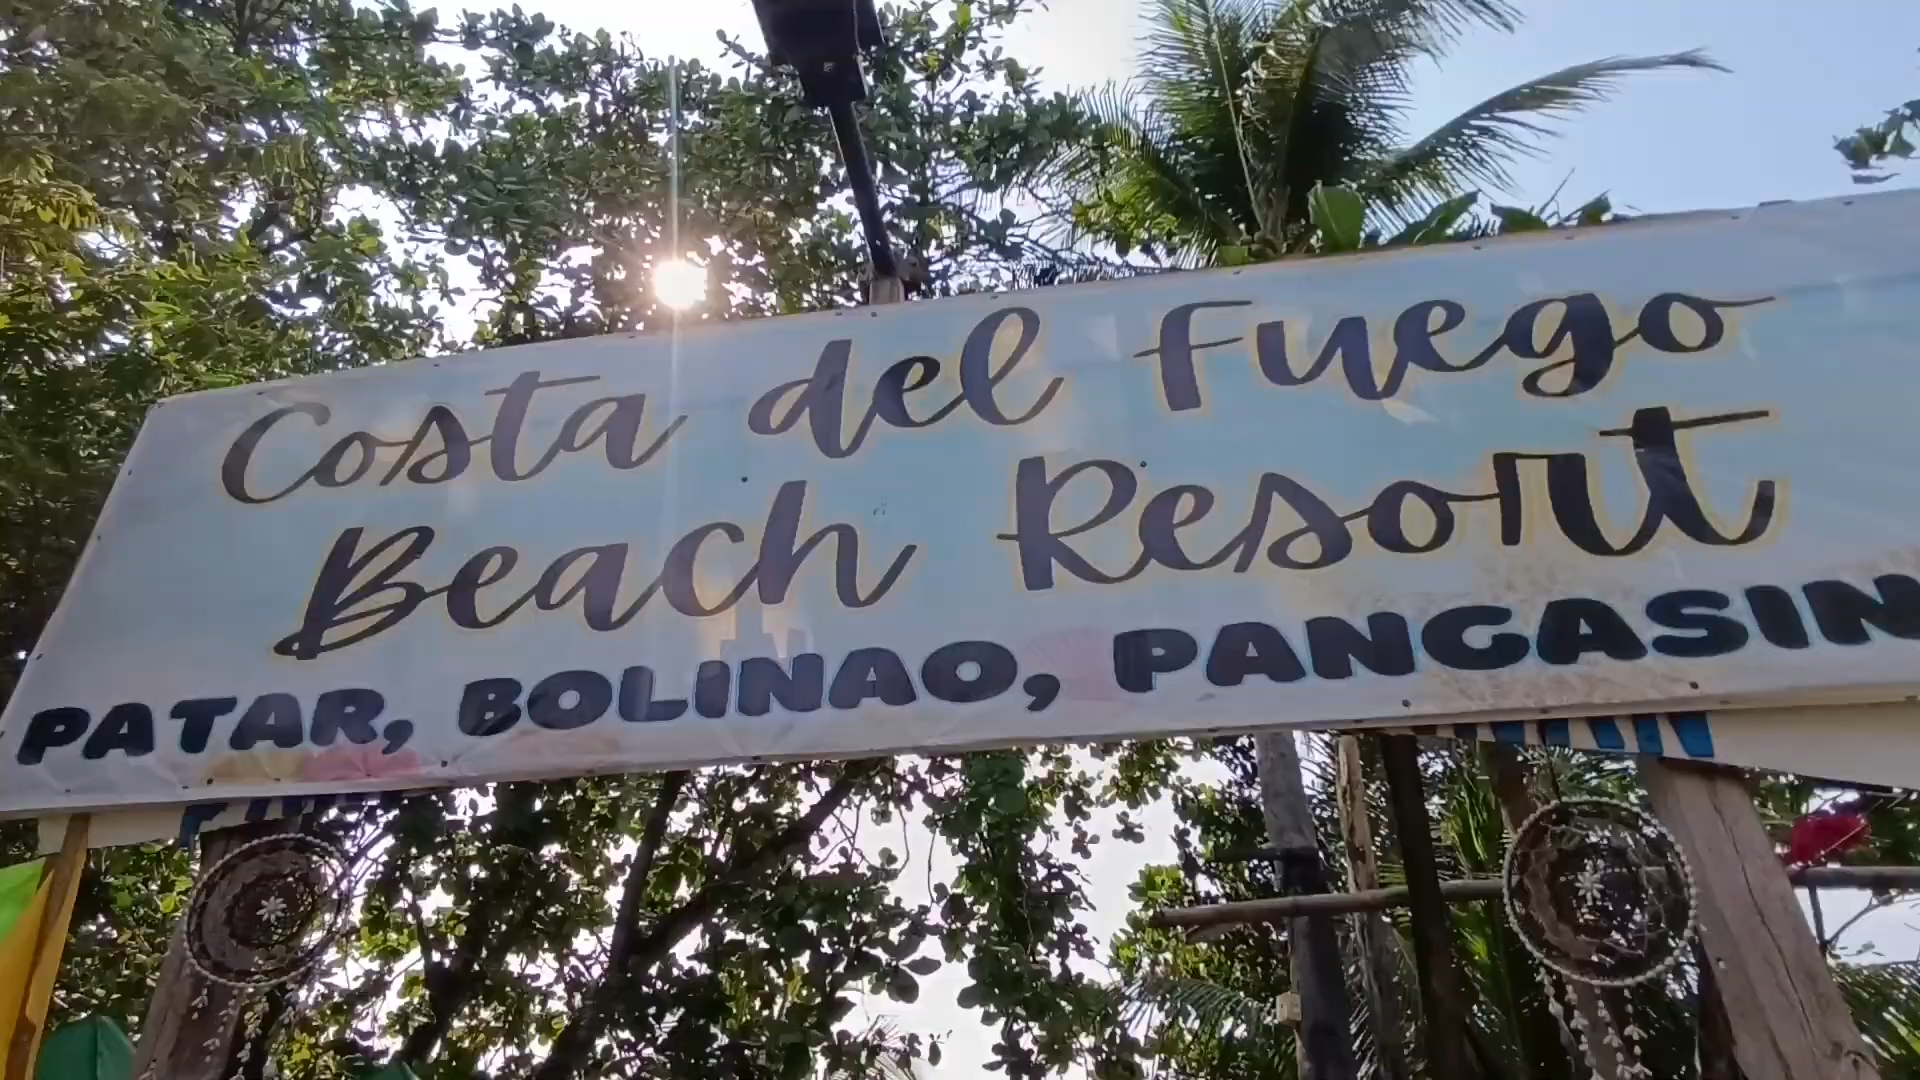 Costa del Fuego
Beach Resort
PATAR, BOLINAO, PANGASIN